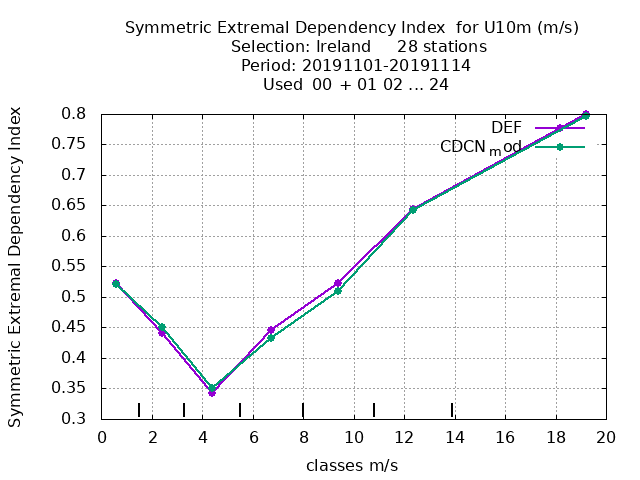 Symmetric Extremal Dependency Index for U10m (m/s)
Selection: Ireland 28 stations
Period: 20191101-20191114
Used 00 + 01 02 ... 24
Symmetric Extremal Dependency Index
0.8
0.75
0.7
0.65
0.6
0.55
0.5
0.45
0.4
0.35
0.3
DEF
CDCN_mod
0 2 4 6 8 10 12 14 16 18 20
classes m/s